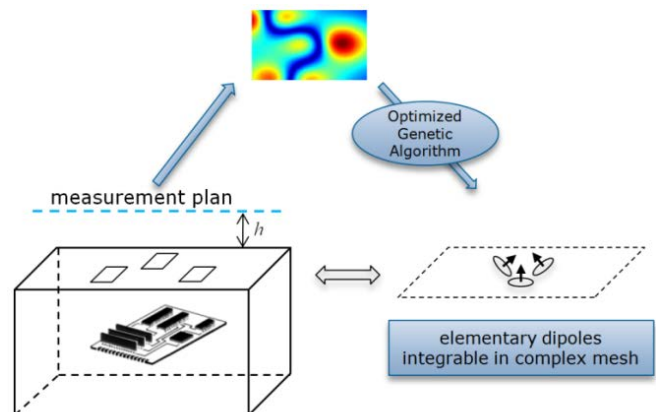 Optimized
Genetic
Algorithm
measurement plan
h
elementary dipoles
integrable in complex mesh